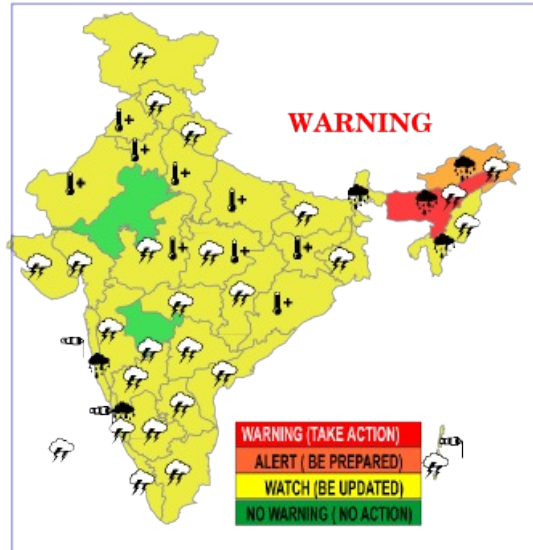 WARNING
WARNING (TAKE ACTION)
ALERT ( BE PREPARED)
WATCH (BE UPDATED)
NO WARNING ( NO ACTION)